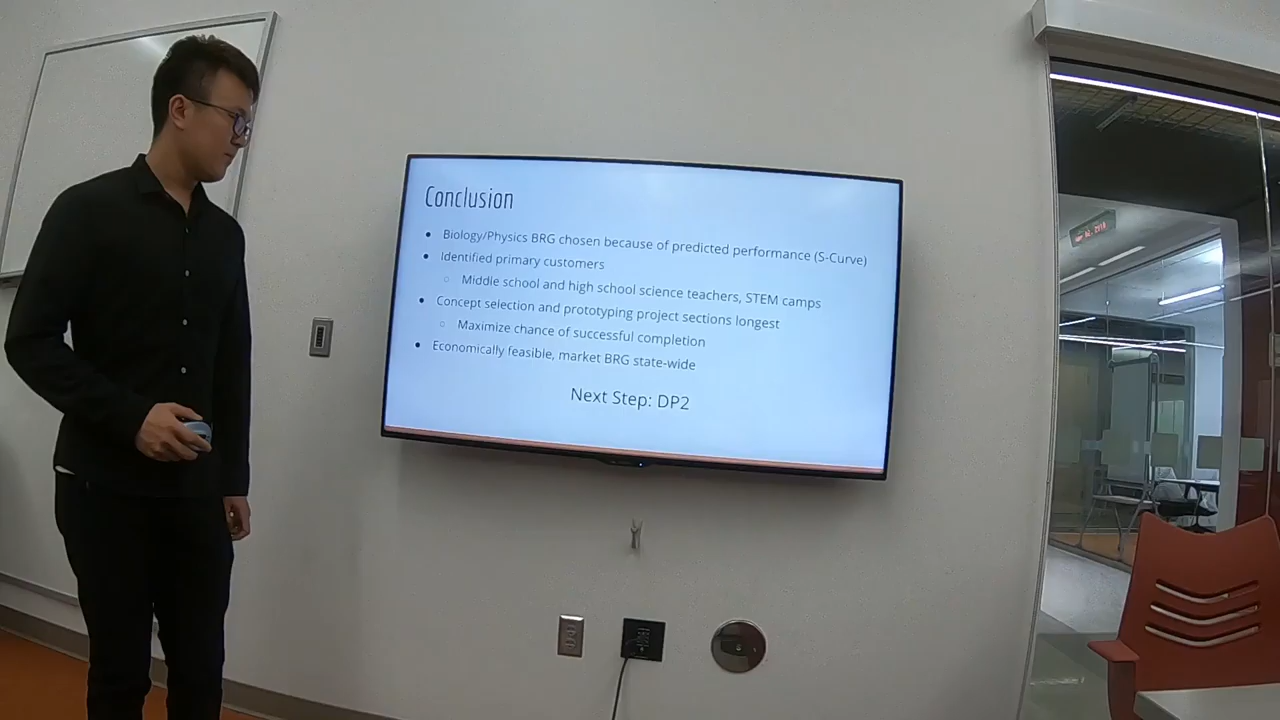 Conclusion
Biology/Physics BRG chosen because of predicted performance (S-Curve)
Identified primary customers
Middle school and high school science teachers, STEM camps
Concept selection and prototyping project sections longest
Maximize chance of successful completion
Economically feasible, market BRG state-wide
Next Step: DP2